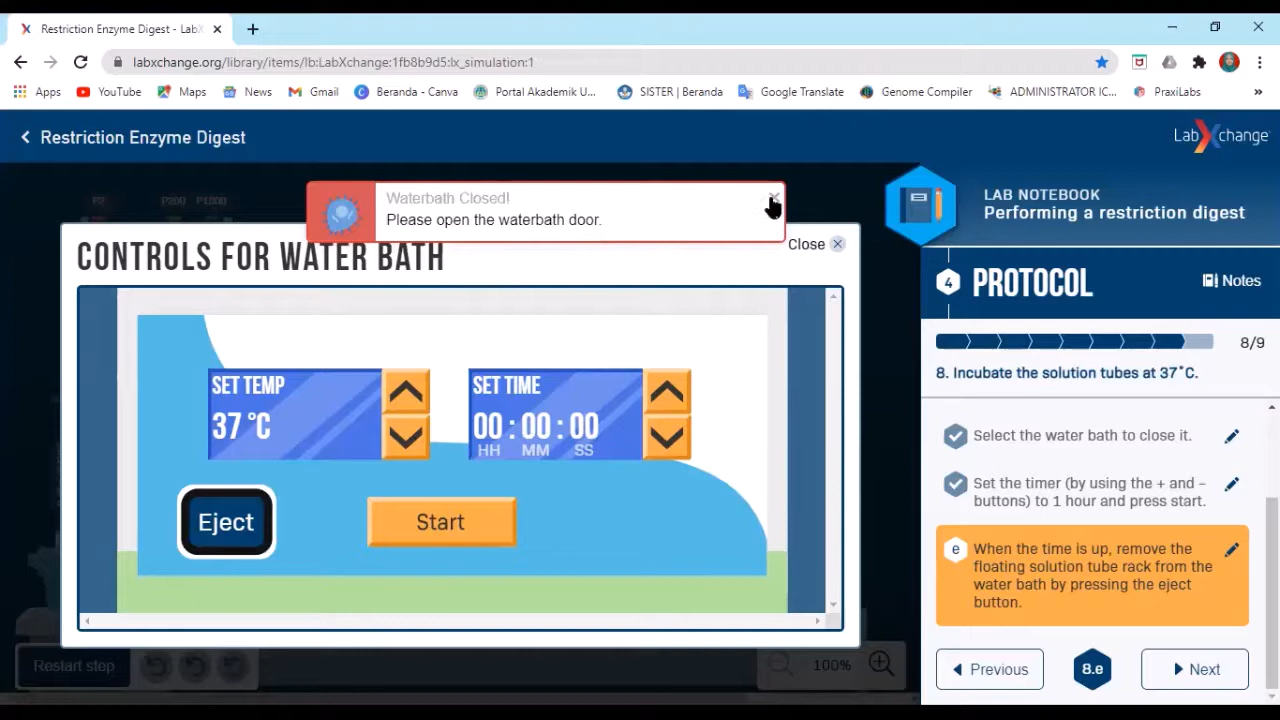 Restriction Enzyme Digest - LabX
labxchange.org/library/items/lb:LabXchange:1fb8b9d5:lx_simulation:1
Apps YouTube Maps News Gmail Beranda - Canva Portal Akademik U... SISTER | Beranda Google Translate Genome Compiler ADMINISTRATOR IC... PraxiLabs »
Restriction Enzyme Digest
LabXchange
P2 P200 P1000
Waterbath Closed!
Please open the waterbath door.
Close
CONTROLS FOR WATER BATH
SET TEMP
37 °C
SET TIME
00 : 00 : 00
HH MM SS
Eject
Start
Restart step
100%
LAB NOTEBOOK
Performing a restriction digest
4 PROTOCOL
Notes
8/9
8. Incubate the solution tubes at 37°C.
Select the water bath to close it.
Set the timer (by using the + and -
buttons) to 1 hour and press start.
e When the time is up, remove the
floating solution tube rack from the
water bath by pressing the eject
button.
Previous
8.e
Next